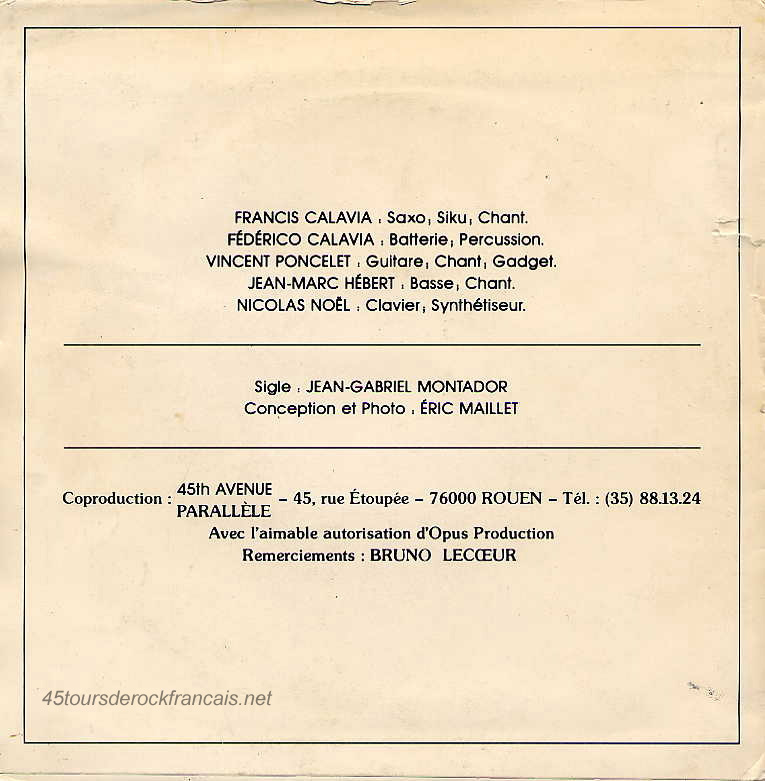 FRANCIS CALAVIA : Saxo, Siku, Chant.
FÉDÉRICO CALAVIA : Batterie, Percussion.
VINCENT PONCELET : Guitare, Chant, Gadget.
JEAN-MARC HÉBERT : Basse, Chant.
NICOLAS NOËL : Clavier, Synthétiseur.
Sigle : JEAN-GABRIEL MONTADOR
Conception et Photo : ÉRIC MAILLET
Coproduction : 45th AVENUE PARALLÈLE – 45, rue Étoupée – 76000 ROUEN – Tél. : (35) 88.13.24
Avec l'aimable autorisation d'Opus Production
Remerciements : BRUNO LECŒUR
45toursderockfrancais.net